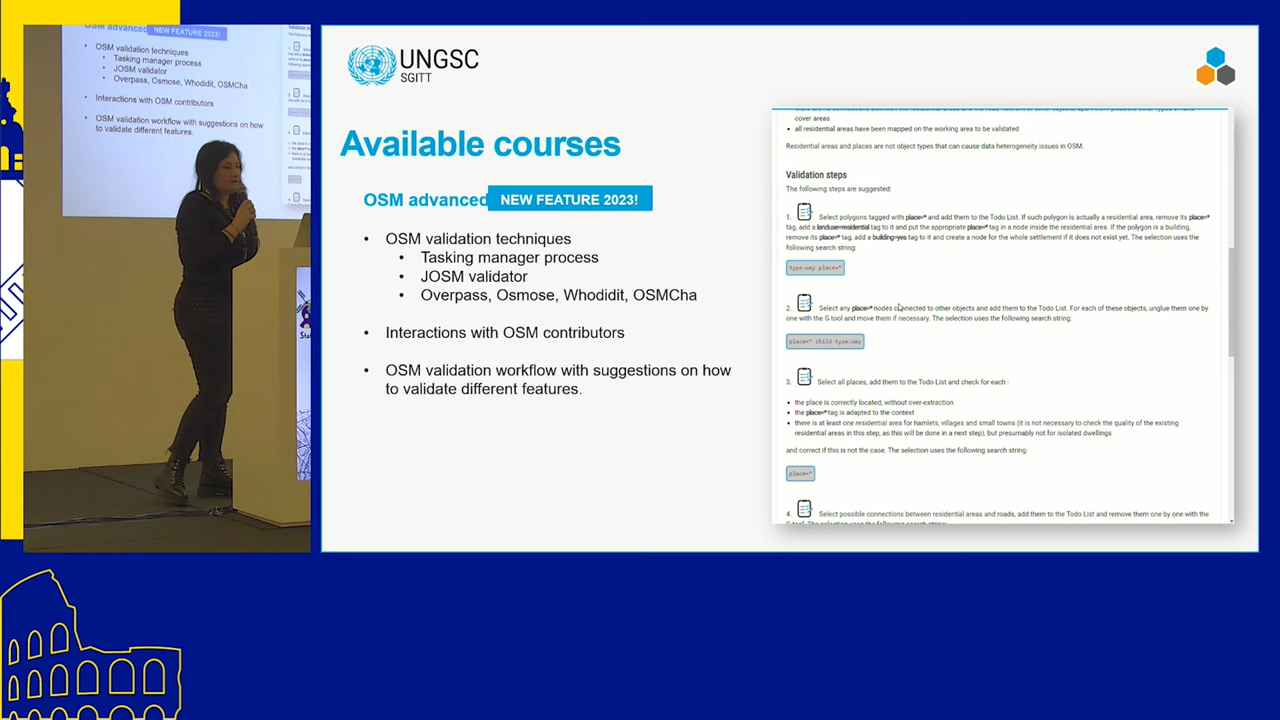 OSM advanced
NEW FEATURE 2023!
• OSM validation techniques
• Tasking manager process
• JOSM validator
• Overpass, Osmose, Whodidit, OSMCha
• Interactions with OSM contributors
• OSM validation workflow with suggestions on how
to validate different features.
UNGSC
SGITT
Available courses
OSM advanced NEW FEATURE 2023!
• OSM validation techniques
• Tasking manager process
• JOSM validator
• Overpass, Osmose, Whodidit, OSMCha
• Interactions with OSM contributors
• OSM validation workflow with suggestions on how
to validate different features.
cover areas
• all residential areas have been mapped on the working area to be validated
Residential areas and places are not object types that can cause data heterogeneity issues in OSM.
Validation steps
The following steps are suggested:
1. Select polygons tagged with place=* and add them to the Todo List. If such polygon is actually a residential area, remove its place=*
tag, add a landuse=residential tag to it and put the appropriate place=* tag in a node inside the residential area. If the polygon is a building,
remove its place=* tag, add a building=yes tag to it and create a node for the whole settlement if it does not exist yet. The selection uses the
following search string:
type:way place=*
2. Select any place=* nodes connected to other objects and add them to the Todo List. For each of these objects, unglue them one by
one with the G tool and move them if necessary. The selection uses the following search string:
place=* child type:way
3. Select all places, add them to the Todo List and check for each :
• the place is correctly located, without over-extraction
• the place=* tag is adapted to the context
• there is at least one residential area for hamlets, villages and small towns (it is not necessary to check the quality of the existing
residential areas in this step, as this will be done in a next step), but presumably not for isolated dwellings
and correct if this is not the case. The selection uses the following search string:
place=*
4. Select possible connections between residential areas and roads, add them to the Todo List and remove them one by one with the